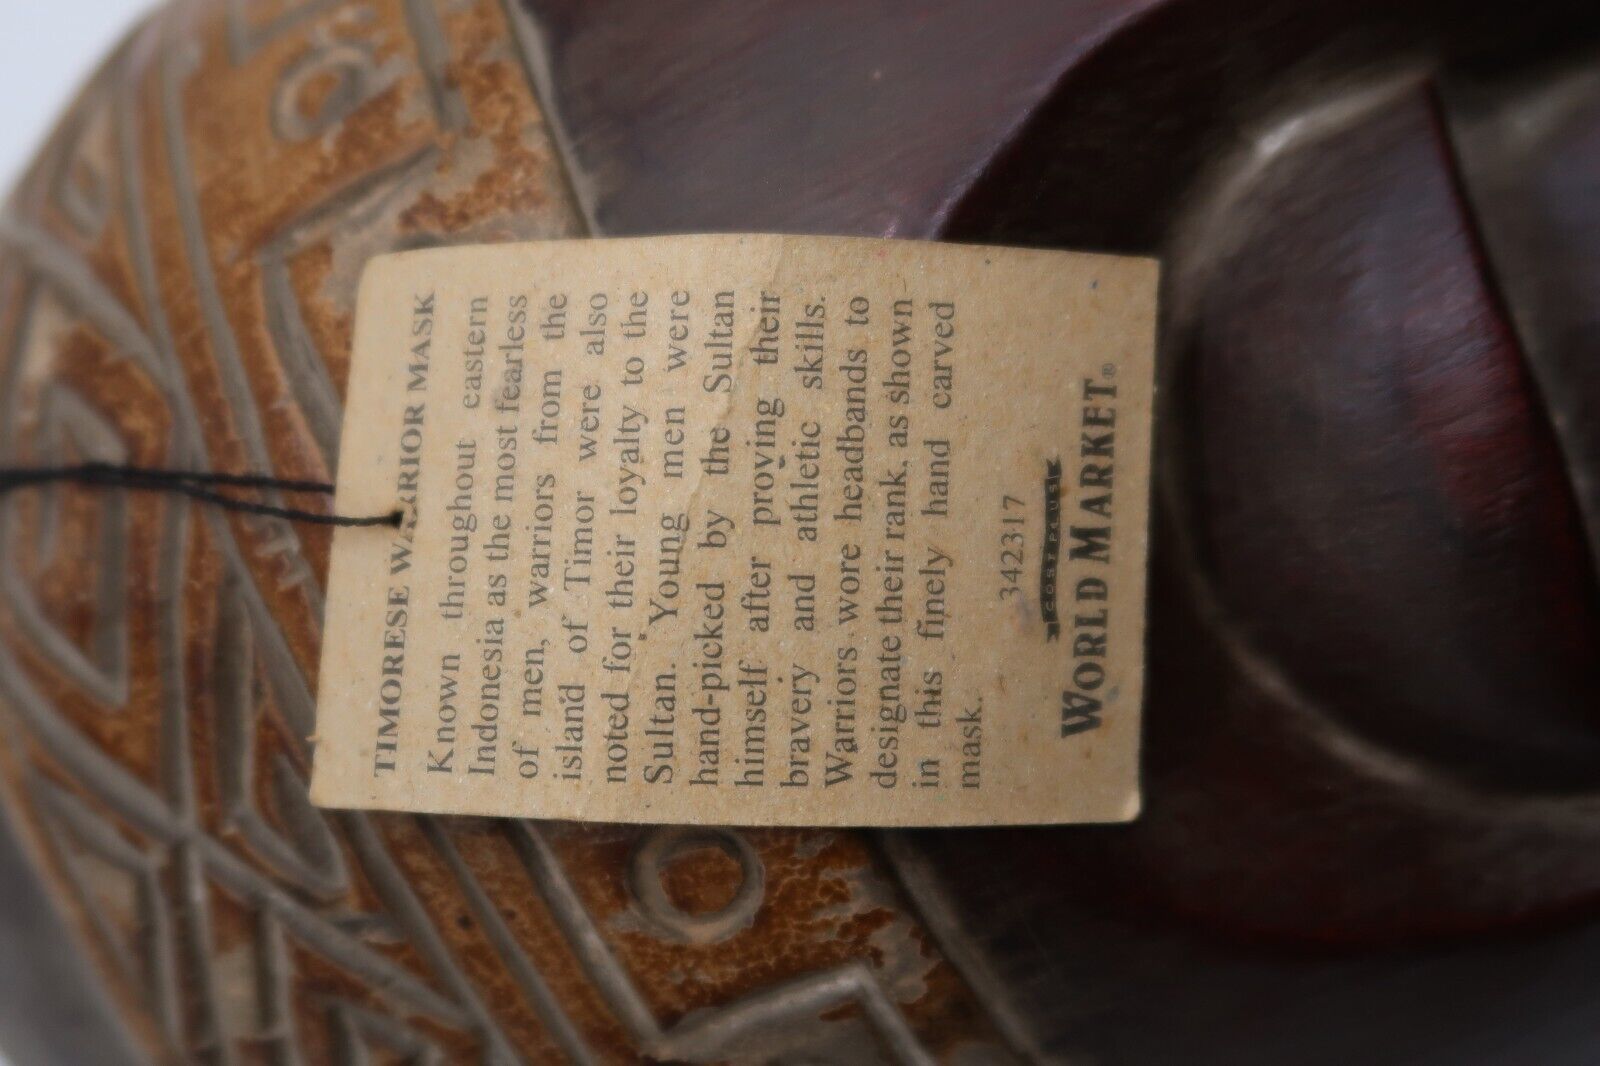 TIMORESE WARRIOR MASK
Known throughout eastern
Indonesia as the most fearless
of men, warriors from the
island of Timor were also
noted for their loyalty to the
Sultan. Young men were
hand-picked by the Sultan
himself after proving their
bravery and athletic skills.
Warriors wore headbands to
designate their rank, as shown
in this finely hand carved
mask.
342317
COST PLUS
WORLD MARKET®